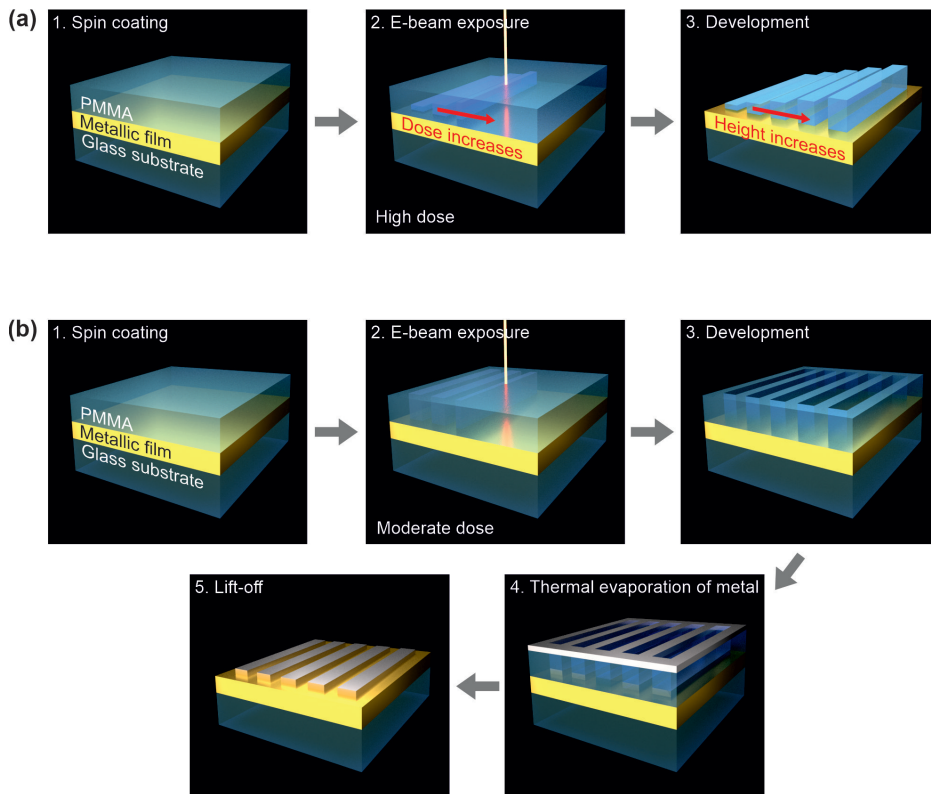 (a)
1. Spin coating
PMMA
Metallic film
Glass substrate
2. E-beam exposure
Dose increases
High dose
3. Development
Height increases
(b)
1. Spin coating
PMMA
Metallic film
Glass substrate
2. E-beam exposure
Moderate dose
3. Development
5. Lift-off
4. Thermal evaporation of metal